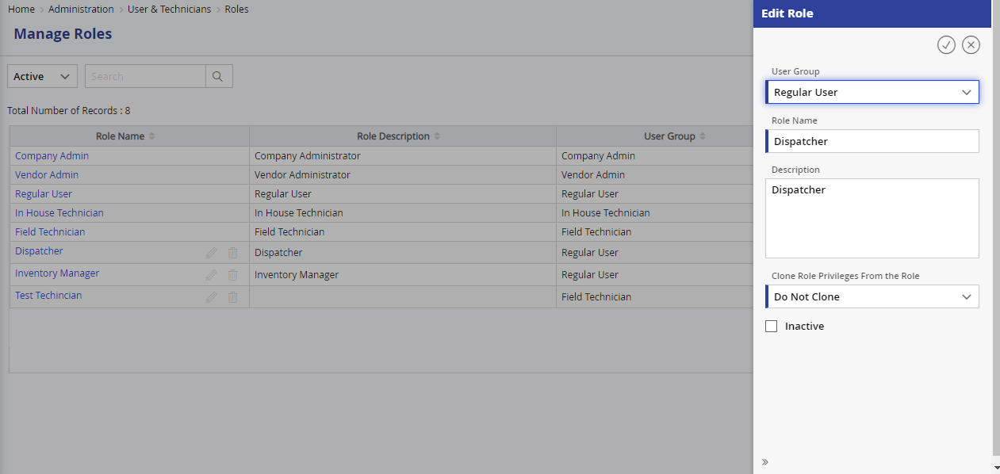 Home > Administration > User & Technicians > Roles
Manage Roles
Active
Search
Total Number of Records : 8
Role Name Role Description User Group
Company Admin Company Administrator Company Admin
Vendor Admin Vendor Administrator Vendor Admin
Regular User Regular User Regular User
In House Technician In House Technician In House Technician
Field Technician Field Technician Field Technician
Dispatcher Dispatcher Regular User
Inventory Manager Inventory Manager Regular User
Test Techincian Field Technician
Edit Role
User Group
Regular User
Role Name
Dispatcher
Description
Dispatcher
Clone Role Privileges From the Role
Do Not Clone
Inactive
»